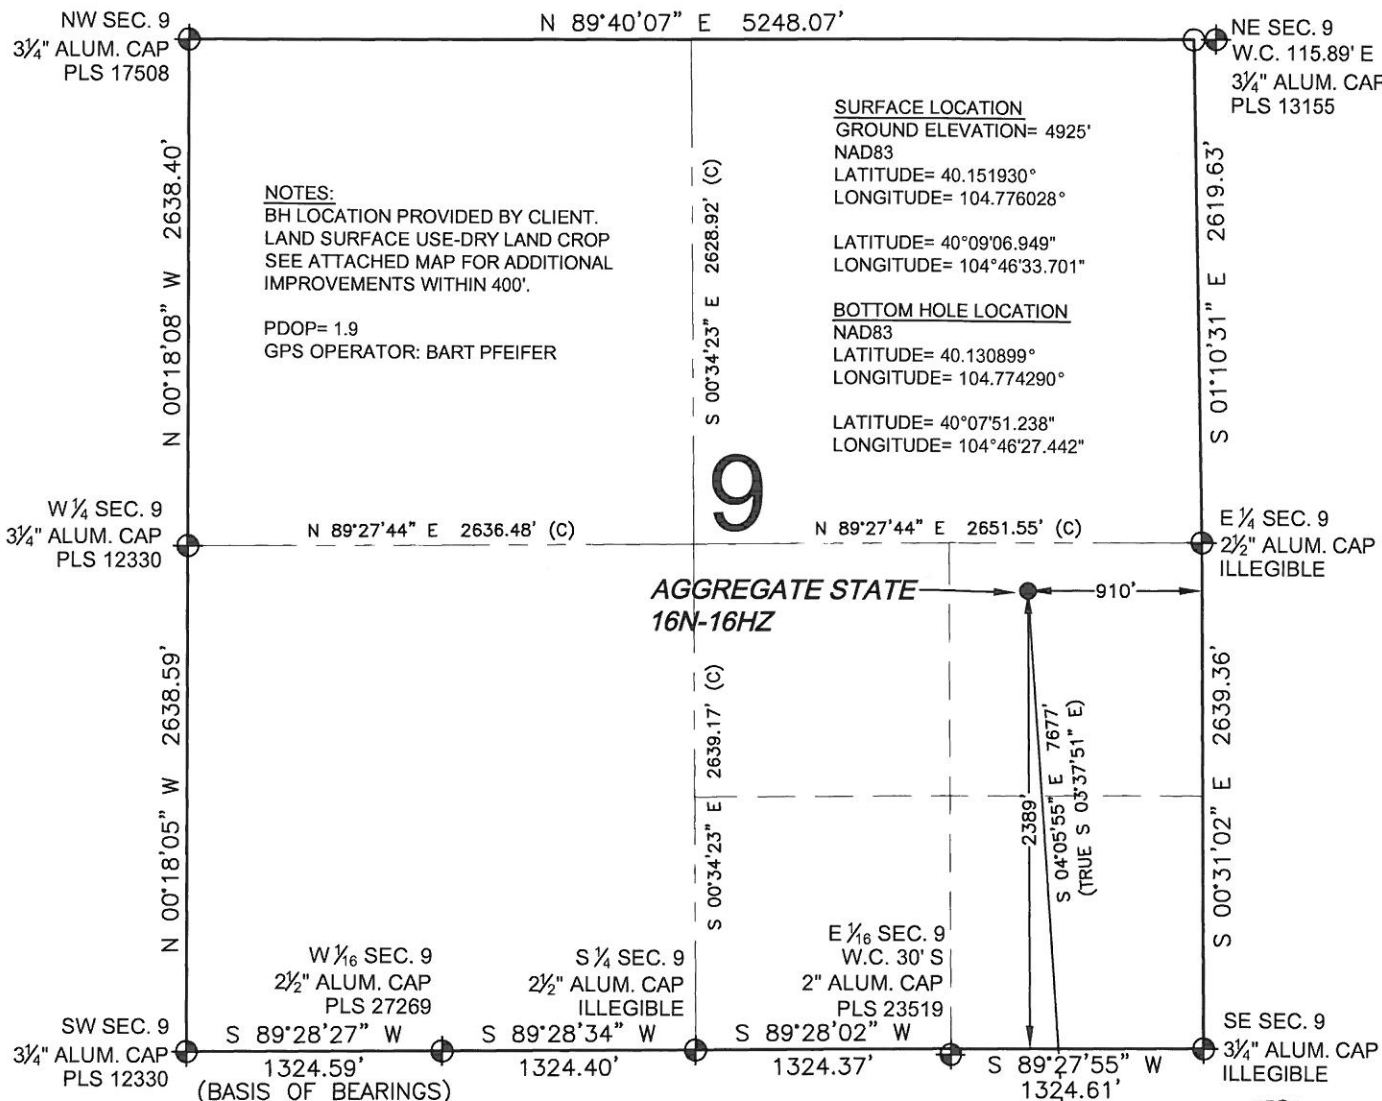 NW SEC. 9
3¼" ALUM. CAP
PLS 17508
N 89°40'07" E 5248.07'
NE SEC. 9
W.C. 115.89' E
3¼" ALUM. CAP
PLS 13155
N 00°18'08" W 2638.40'
NOTES:
BH LOCATION PROVIDED BY CLIENT.
LAND SURFACE USE-DRY LAND CROP
SEE ATTACHED MAP FOR ADDITIONAL
IMPROVEMENTS WITHIN 400'.
PDOP= 1.9
GPS OPERATOR: BART PFEIFER
S 00°34'23" E 2628.92' (C)
SURFACE LOCATION
GROUND ELEVATION= 4925'
NAD83
LATITUDE= 40.151930°
LONGITUDE= 104.776028°
LATITUDE= 40°09'06.949"
LONGITUDE= 104°46'33.701"
BOTTOM HOLE LOCATION
NAD83
LATITUDE= 40.130899°
LONGITUDE= 104.774290°
LATITUDE= 40°07'51.238"
LONGITUDE= 104°46'27.442"
S 01°10'31" E 2619.63'
9
W ¼ SEC. 9
3¼" ALUM. CAP
PLS 12330
N 89°27'44" E 2636.48' (C)
N 89°27'44" E 2651.55' (C)
E ¼ SEC. 9
2½" ALUM. CAP
ILLEGIBLE
AGGREGATE STATE
16N-16HZ
910'
N 00°18'05" W 2638.59'
S 00°34'23" E 2639.17' (C)
2389'
S 04°05'55" E 7677'
(TRUE S 03°37'51" E)
S 00°31'02" E 2639.36'
W 1⁄16 SEC. 9
2½" ALUM. CAP
PLS 27269
S ¼ SEC. 9
2½" ALUM. CAP
ILLEGIBLE
E 1⁄16 SEC. 9
W.C. 30' S
2" ALUM. CAP
PLS 23519
SW SEC. 9
3¼" ALUM. CAP
PLS 12330
S 89°28'27" W
1324.59'
(BASIS OF BEARINGS)
S 89°28'34" W
1324.40'
S 89°28'02" W
1324.37'
S 89°27'55" W
1324.61'
SE SEC. 9
3¼" ALUM. CAP
ILLEGIBLE